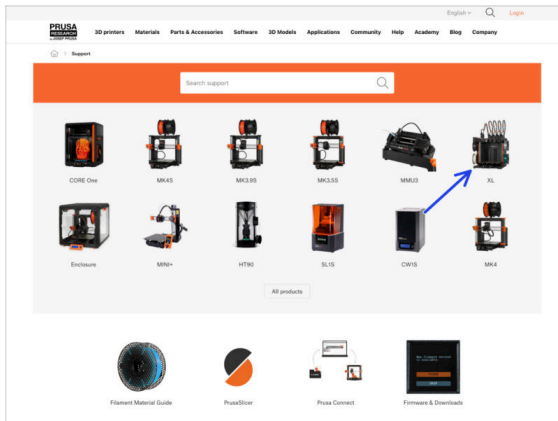 English
Login
PRUSA
RESEARCH
by JOSEF PRUSA
3D printers Materials Parts & Accessories Software 3D Models Applications Community Help Academy Blog Company
Support
Search support
CORE One MK4S MK3.9S MK3.5S MMU3 XL
Enclosure MINI+ HT90 SL1S CW1S MK4
All products
Filament Material Guide PrusaSlicer Prusa Connect Firmware & Downloads